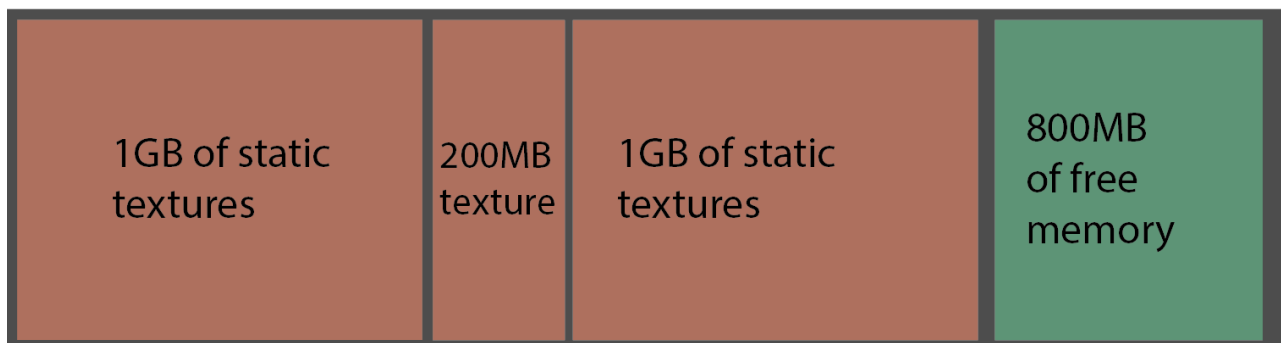 1GB of static
textures
200MB
texture
1GB of static
textures
800MB
of free
memory